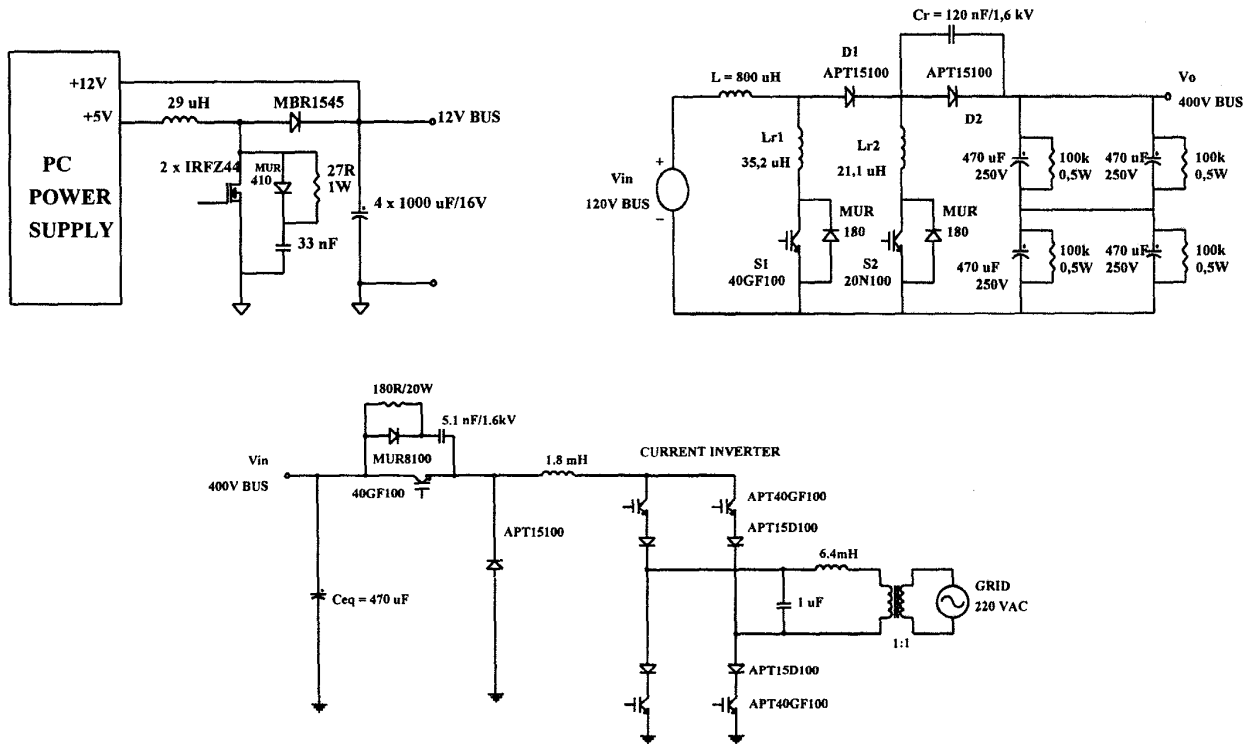 +12V
+5V
PC
POWER
SUPPLY
29 uH
MBR1545
12V BUS
2 x IRFZ44
MUR
410
27R
1W
4 x 1000 uF/16V
33 nF
Cr = 120 nF/1,6 kV
D1
APT15100
APT15100
D2
L = 800 uH
Vo
400V BUS
Lr1
35,2 uH
Lr2
21,1 uH
+
Vin
120V BUS
−
MUR
180
MUR
180
S1
40GF100
S2
20N100
470 uF
250V
100k
0,5W
470 uF
250V
100k
0,5W
470 uF
250V
100k
0,5W
470 uF
250V
100k
0,5W
180R/20W
5.1 nF/1.6kV
MUR8100
40GF100
Vin
400V BUS
1.8 mH
CURRENT INVERTER
APT15100
APT40GF100
APT15D100
Ceq = 470 uF
6.4mH
1 uF
1:1
GRID
220 VAC
APT15D100
APT40GF100